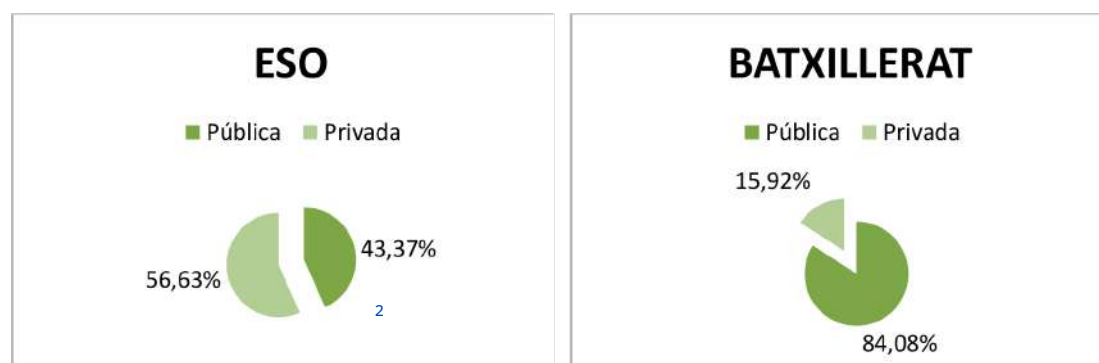 ESO
Pública Privada
43,37%
56,63%
2
BATXILLERAT
Pública Privada
15,92%
84,08%